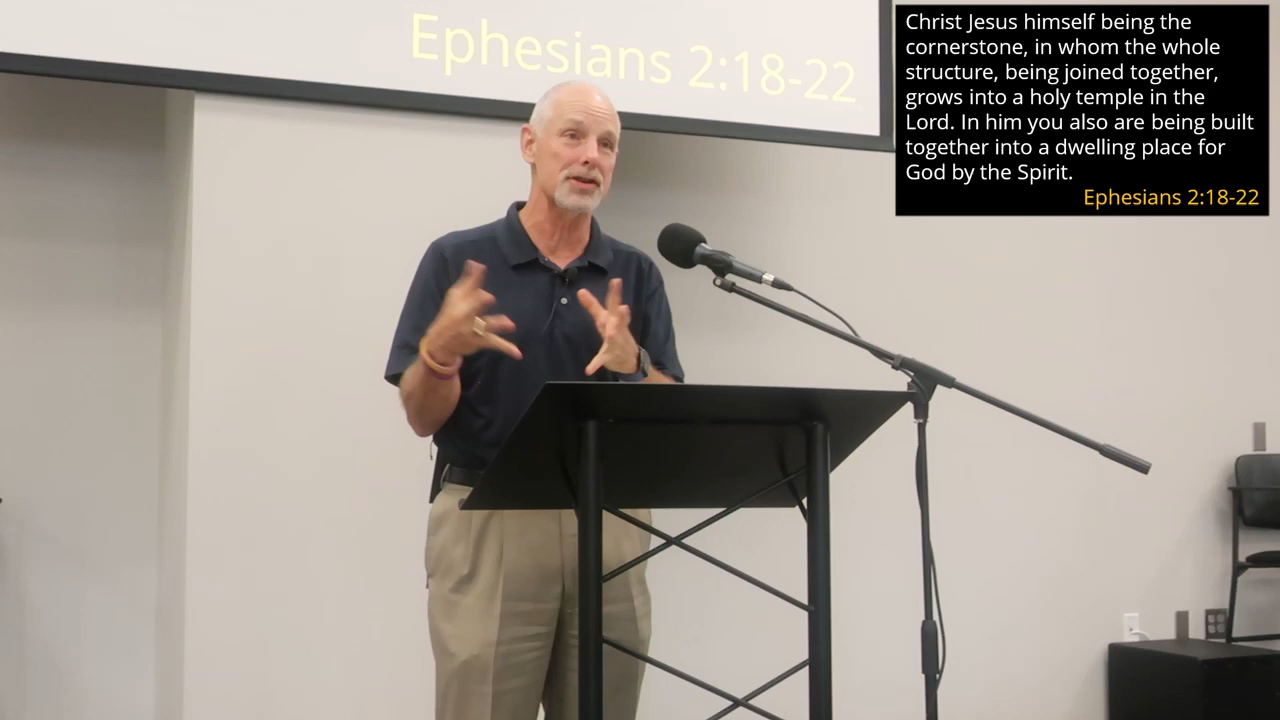 Ephesians 2:18-22
Christ Jesus himself being the
cornerstone, in whom the whole
structure, being joined together,
grows into a holy temple in the
Lord. In him you also are being built
together into a dwelling place for
God by the Spirit.
Ephesians 2:18-22